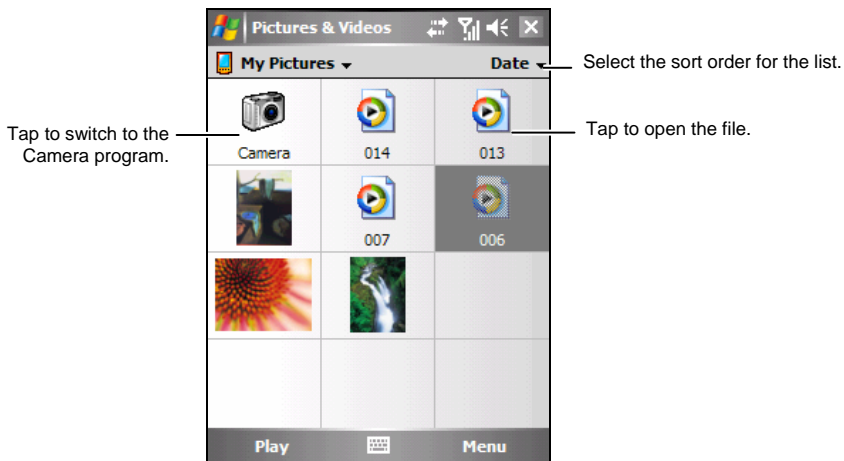 Pictures & Videos
My Pictures
Date
Select the sort order for the list.
Tap to switch to the
Camera program.
Tap to open the file.
Camera
014
013
007
006
Play
Menu